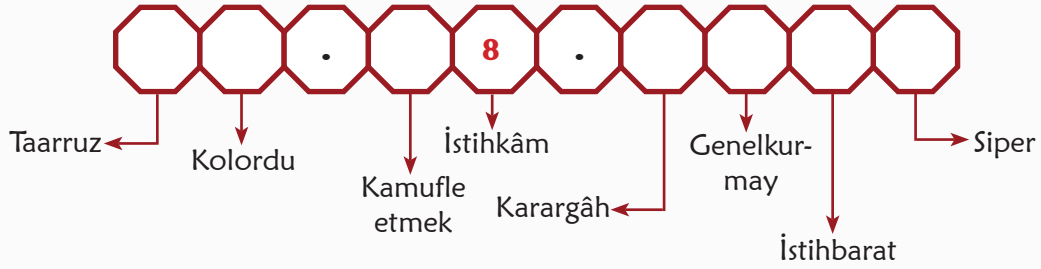 . 8 .
Taarruz
Kolordu
Kamufle
etmek
İstihkâm
Karargâh
Genelkur-
may
İstihbarat
Siper